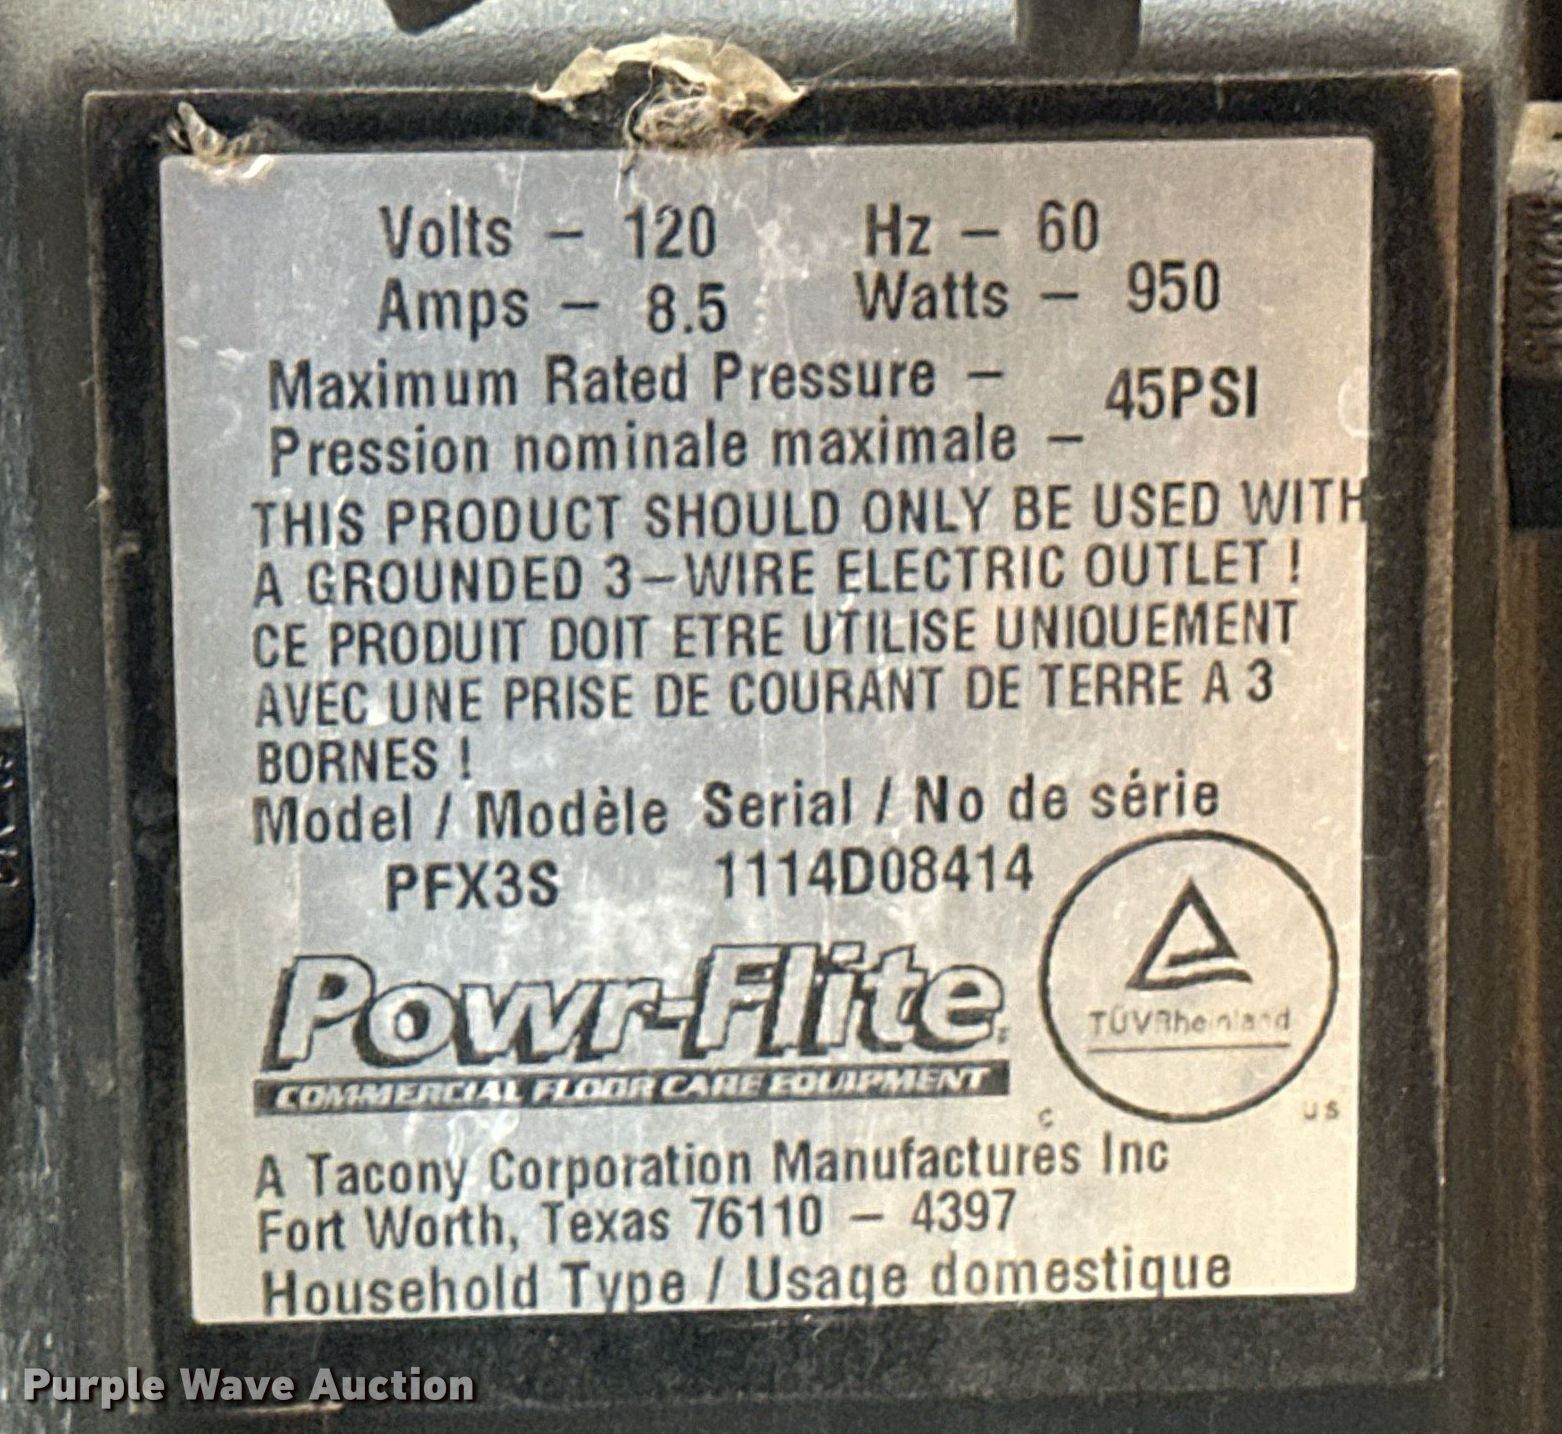 Volts – 120 Hz – 60
Amps – 8.5 Watts – 950
Maximum Rated Pressure – 45PSI
Pression nominale maximale –
THIS PRODUCT SHOULD ONLY BE USED WITH
A GROUNDED 3–WIRE ELECTRIC OUTLET !
CE PRODUIT DOIT ETRE UTILISE UNIQUEMENT
AVEC UNE PRISE DE COURANT DE TERRE A 3
BORNES !
Model / Modèle Serial / No de série
PFX3S 1114D08414
Powr-Flite
COMMERCIAL FLOOR CARE EQUIPMENT
TÜVRheinland
C US
A Tacony Corporation Manufactures Inc
Fort Worth, Texas 76110 – 4397
Household Type / Usage domestique
Purple Wave Auction